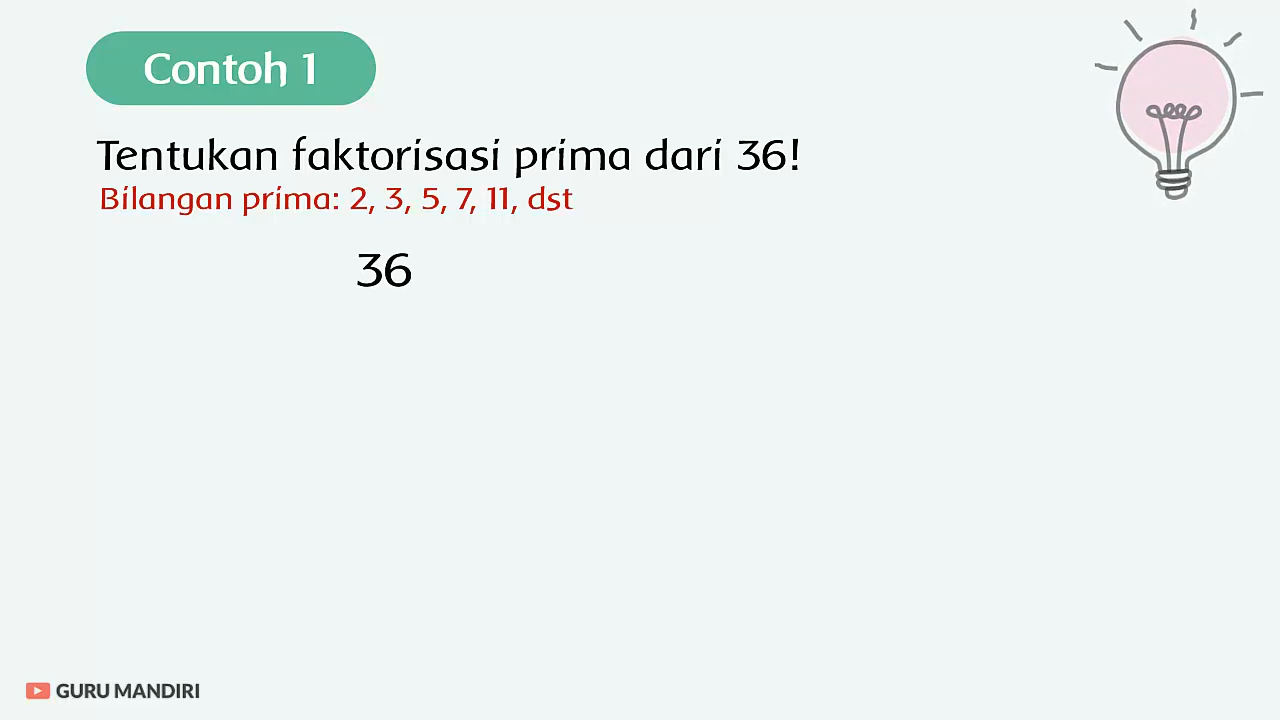 Contoh 1
Tentukan faktorisasi prima dari 36!
Bilangan prima: 2, 3, 5, 7, 11, dst
36
GURU MANDIRI